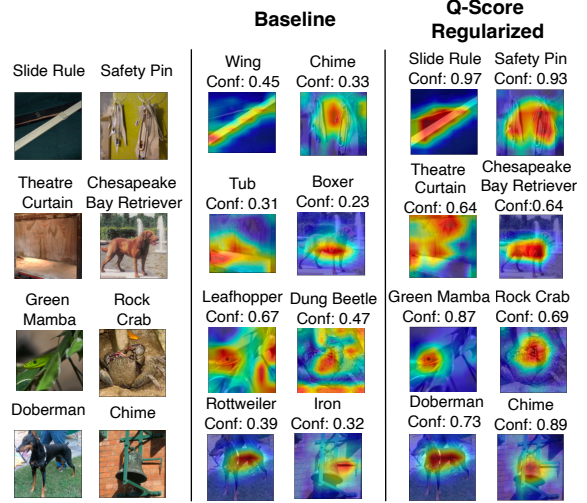 Baseline
Q-Score
Regularized
Slide Rule
Safety Pin
Wing
Conf: 0.45
Chime
Conf: 0.33
Slide Rule
Conf: 0.97
Safety Pin
Conf: 0.93
Theatre
Curtain
Chesapeake
Bay Retriever
Tub
Conf: 0.31
Boxer
Conf: 0.23
Theatre
Curtain
Conf: 0.64
Chesapeake
Bay Retriever
Conf:0.64
Green
Mamba
Rock
Crab
Leafhopper
Conf: 0.67
Dung Beetle
Conf: 0.47
Green Mamba
Conf: 0.87
Rock Crab
Conf: 0.69
Doberman
Chime
Rottweiler
Conf: 0.39
Iron
Conf: 0.32
Doberman
Conf: 0.73
Chime
Conf: 0.89